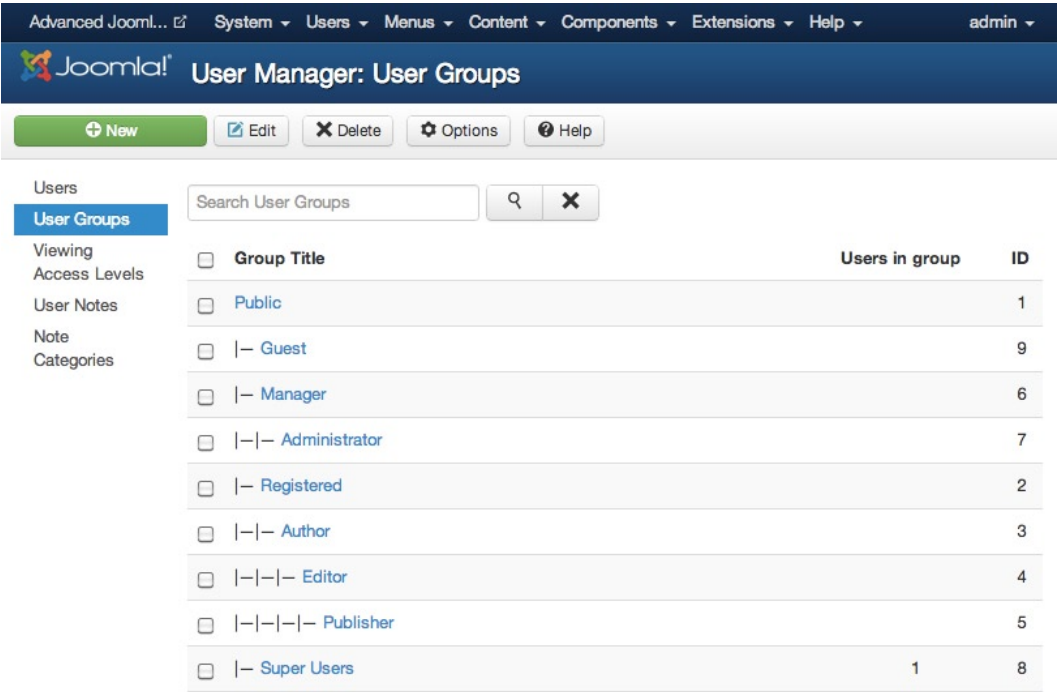 Advanced Jooml... System Users Menus Content Components Extensions Help admin
Joomla! User Manager: User Groups
New Edit Delete Options Help
Users
User Groups
Viewing
Access Levels
User Notes
Note
Categories
Search User Groups
Group Title Users in group ID
Public 1
|— Guest 9
|— Manager 6
|—|— Administrator 7
|— Registered 2
|—|— Author 3
|—|—|— Editor 4
|—|—|—|— Publisher 5
|— Super Users 1 8